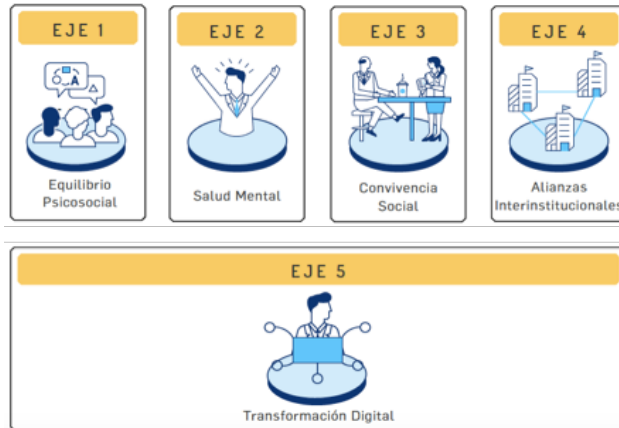 EJE 1
Equilibrio
Psicosocial
EJE 2
Salud Mental
EJE 3
Convivencia
Social
EJE 4
Alianzas
Interinstitucionales
EJE 5
Transformación Digital